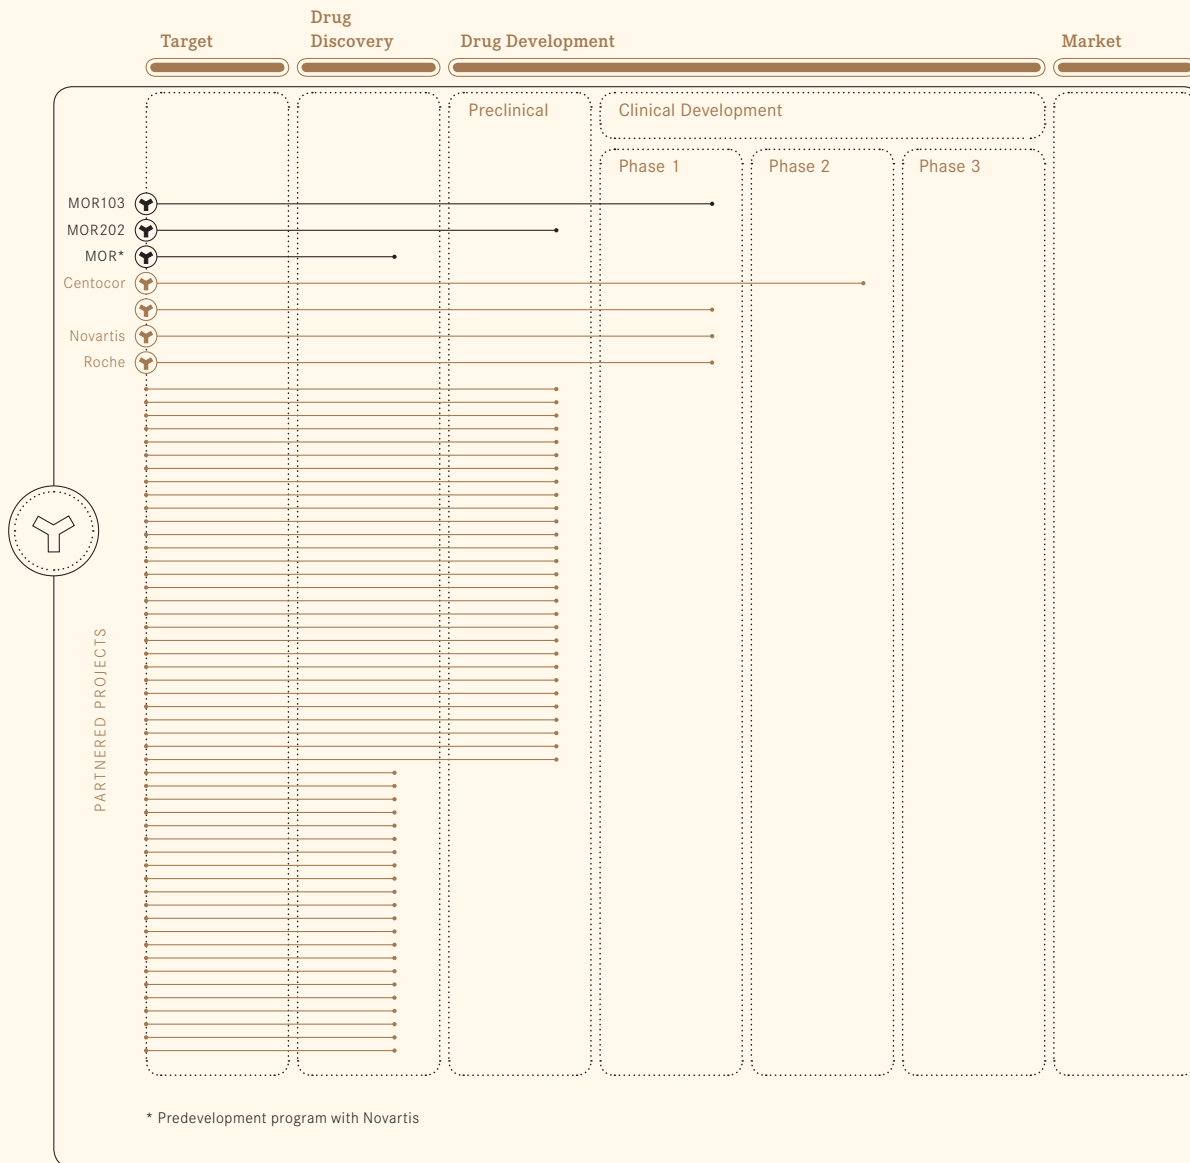 Target
Drug
Discovery
Drug Development
Market
Preclinical
Clinical Development
Phase 1
Phase 2
Phase 3
MOR103
MOR202
MOR*
Centocor
Novartis
Roche
PARTNERED PROJECTS
* Predevelopment program with Novartis